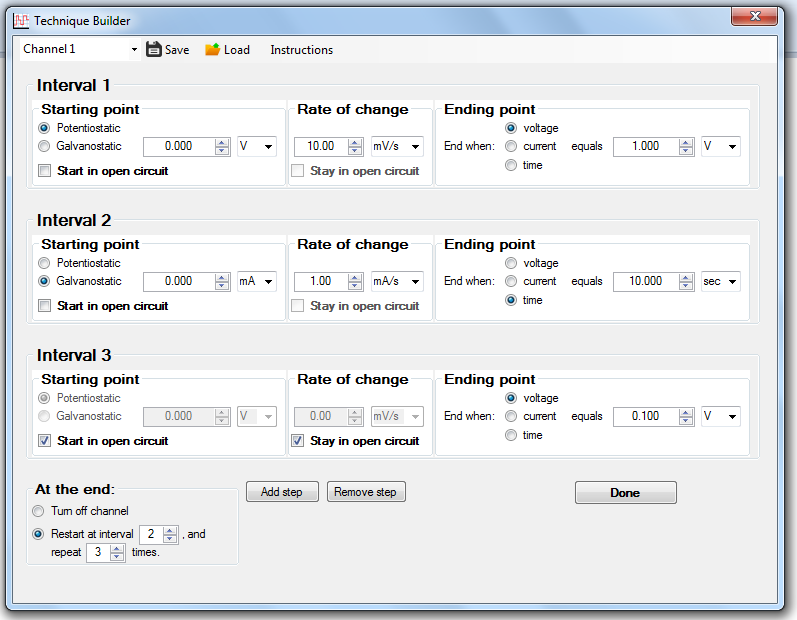 Technique Builder
Channel 1 Save Load Instructions
Interval 1
Starting point Rate of change Ending point
Potentiostatic voltage
Galvanostatic 0.000 V 10.00 mV/s End when: current equals 1.000 V
time
Start in open circuit Stay in open circuit
Interval 2
Starting point Rate of change Ending point
Potentiostatic voltage
Galvanostatic 0.000 mA 1.00 mA/s End when: current equals 10.000 sec
time
Start in open circuit Stay in open circuit
Interval 3
Starting point Rate of change Ending point
Potentiostatic voltage
Galvanostatic 0.000 V 0.00 mV/s End when: current equals 0.100 V
time
Start in open circuit Stay in open circuit
At the end: Add step Remove step Done
Turn off channel
Restart at interval 2 , and
repeat 3 times.